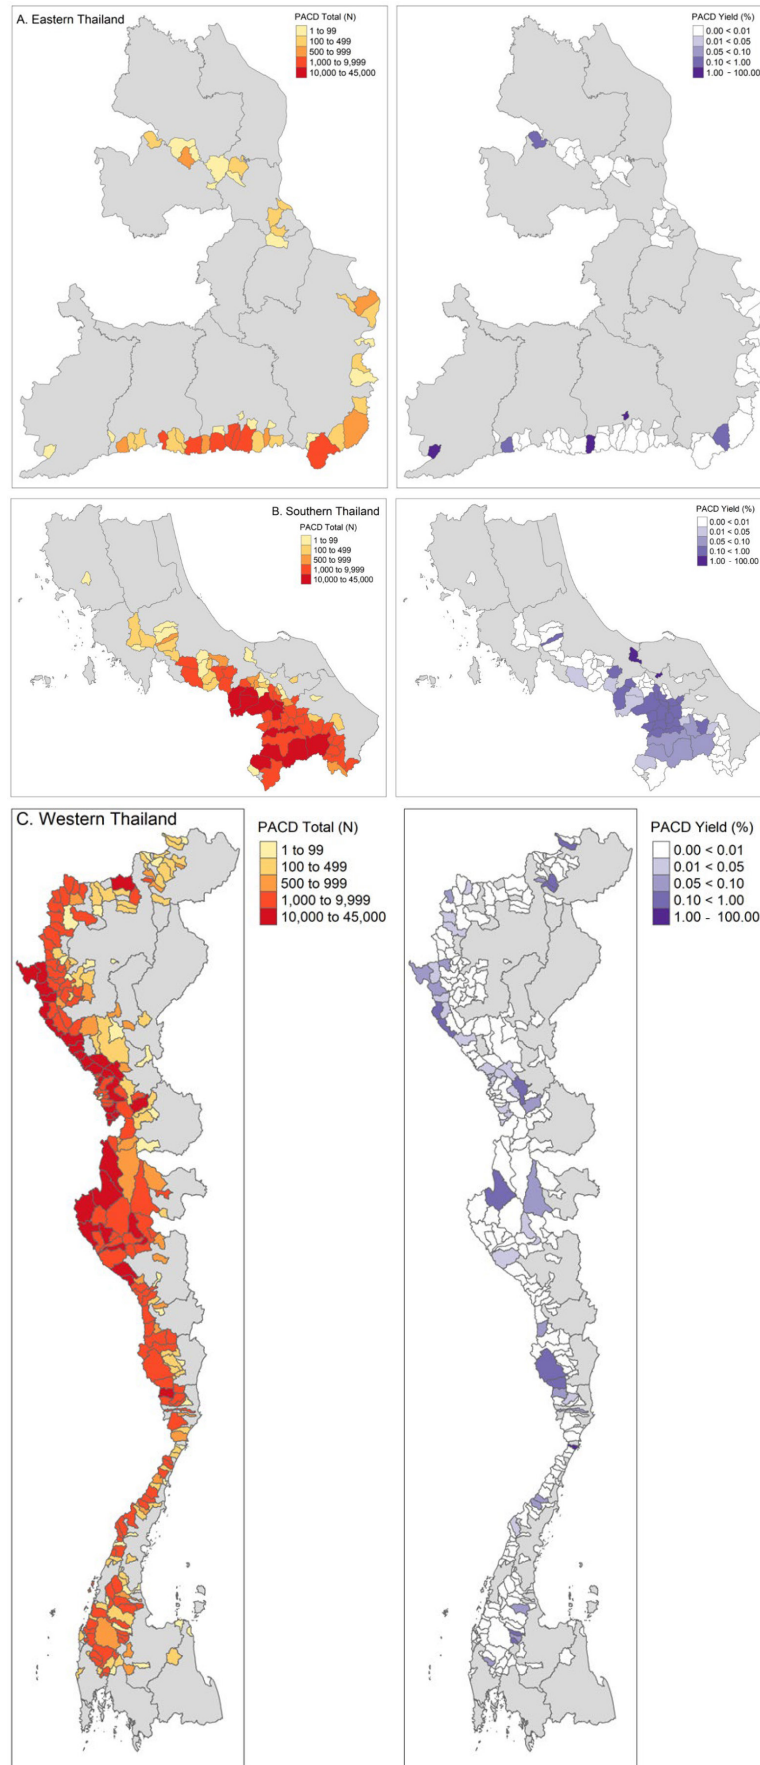 A. Eastern Thailand
PACD Total (N)
1 to 99
100 to 499
500 to 999
1,000 to 9,999
10,000 to 45,000
PACD Yield (%)
0.00 < 0.01
0.01 < 0.05
0.05 < 0.10
0.10 < 1.00
1.00 - 100.00
B. Southern Thailand
PACD Total (N)
1 to 99
100 to 499
500 to 999
1,000 to 9,999
10,000 to 45,000
PACD Yield (%)
0.00 < 0.01
0.01 < 0.05
0.05 < 0.10
0.10 < 1.00
1.00 - 100.00
C. Western Thailand
PACD Total (N)
1 to 99
100 to 499
500 to 999
1,000 to 9,999
10,000 to 45,000
PACD Yield (%)
0.00 < 0.01
0.01 < 0.05
0.05 < 0.10
0.10 < 1.00
1.00 - 100.00